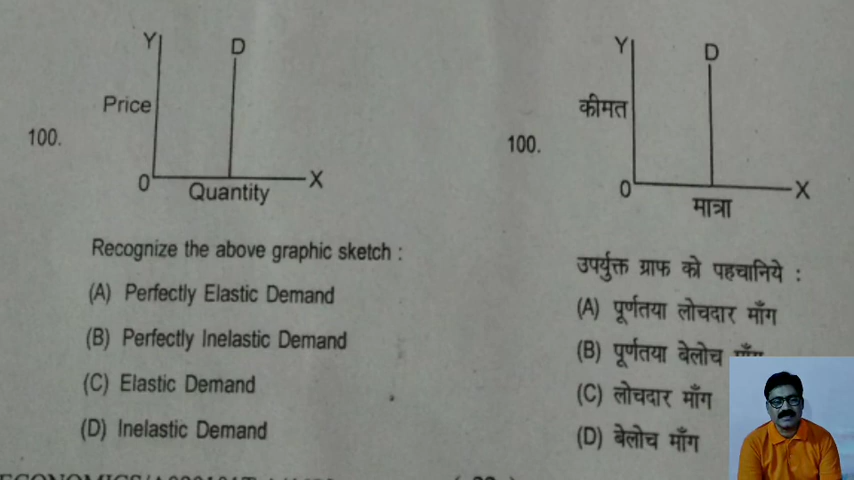 Y
D
Price
100.
0
X
Quantity
Recognize the above graphic sketch :
(A) Perfectly Elastic Demand
(B) Perfectly Inelastic Demand
(C) Elastic Demand
(D) Inelastic Demand
Y
D
कीमत
100.
0
X
मात्रा
उपर्युक्त ग्राफ को पहचानिये :
(A) पूर्णतया लोचदार माँग
(B) पूर्णतया बेलोच माँग
(C) लोचदार माँग
(D) बेलोच माँग